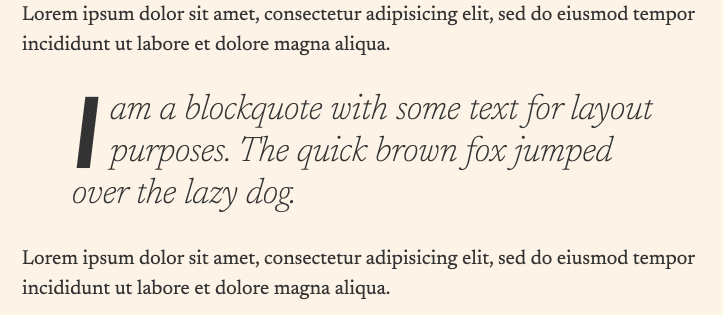 Lorem ipsum dolor sit amet, consectetur adipisicing elit, sed do eiusmod tempor
incididunt ut labore et dolore magna aliqua.
I am a blockquote with some text for layout
purposes. The quick brown fox jumped
over the lazy dog.
Lorem ipsum dolor sit amet, consectetur adipisicing elit, sed do eiusmod tempor
incididunt ut labore et dolore magna aliqua.